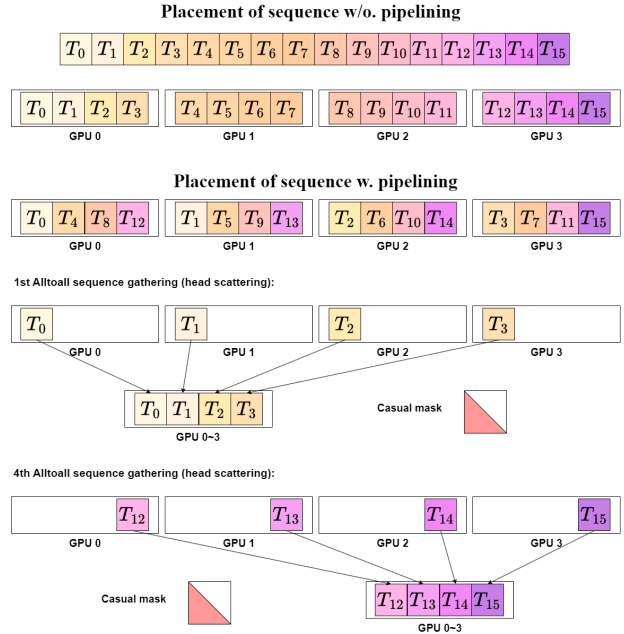 Placement of sequence w/o. pipelining
T0 T1 T2 T3 T4 T5 T6 T7 T8 T9 T10 T11 T12 T13 T14 T15
T0 T1 T2 T3 T4 T5 T6 T7 T8 T9 T10 T11 T12 T13 T14 T15
GPU 0 GPU 1 GPU 2 GPU 3
Placement of sequence w. pipelining
T0 T4 T8 T12 T1 T5 T9 T13 T2 T6 T10 T14 T3 T7 T11 T15
GPU 0 GPU 1 GPU 2 GPU 3
1st Alltoall sequence gathering (head scattering):
T0 T1 T2 T3
GPU 0 GPU 1 GPU 2 GPU 3
T0 T1 T2 T3
Casual mask
GPU 0~3
4th Alltoall sequence gathering (head scattering):
T12 T13 T14 T15
GPU 0 GPU 1 GPU 2 GPU 3
Casual mask
T12 T13 T14 T15
GPU 0~3